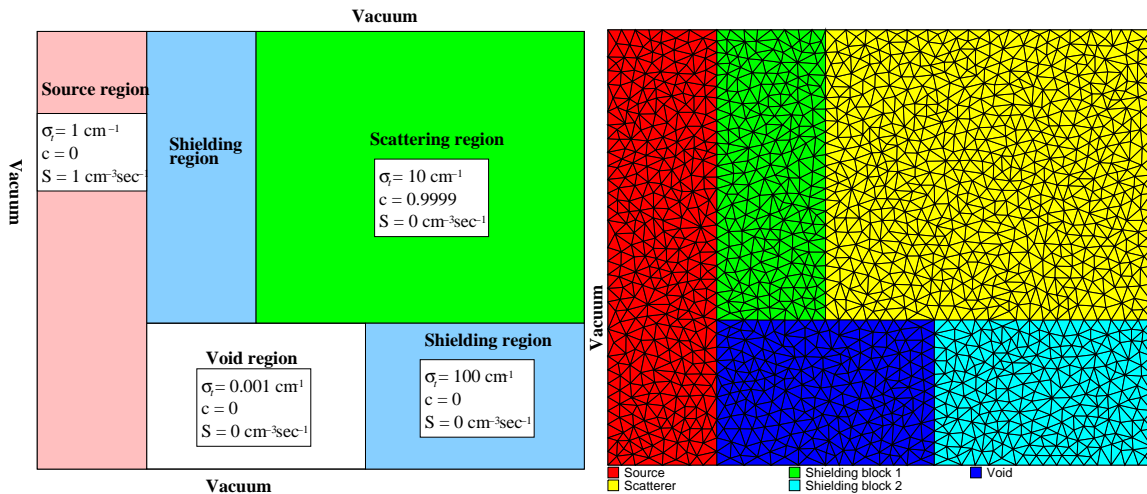 Vacuum
Source region
σt = 1 cm⁻¹
c = 0
S = 1 cm⁻³sec⁻¹
Vacuum
Shielding
region
Scattering region
σt = 10 cm⁻¹
c = 0.9999
S = 0 cm⁻³sec⁻¹
Void region
σt = 0.001 cm⁻¹
c = 0
S = 0 cm⁻³sec⁻¹
Shielding region
σt = 100 cm⁻¹
c = 0
S = 0 cm⁻³sec⁻¹
Vacuum
Vacuum
Source
Scatterer
Shielding block 1
Shielding block 2
Void